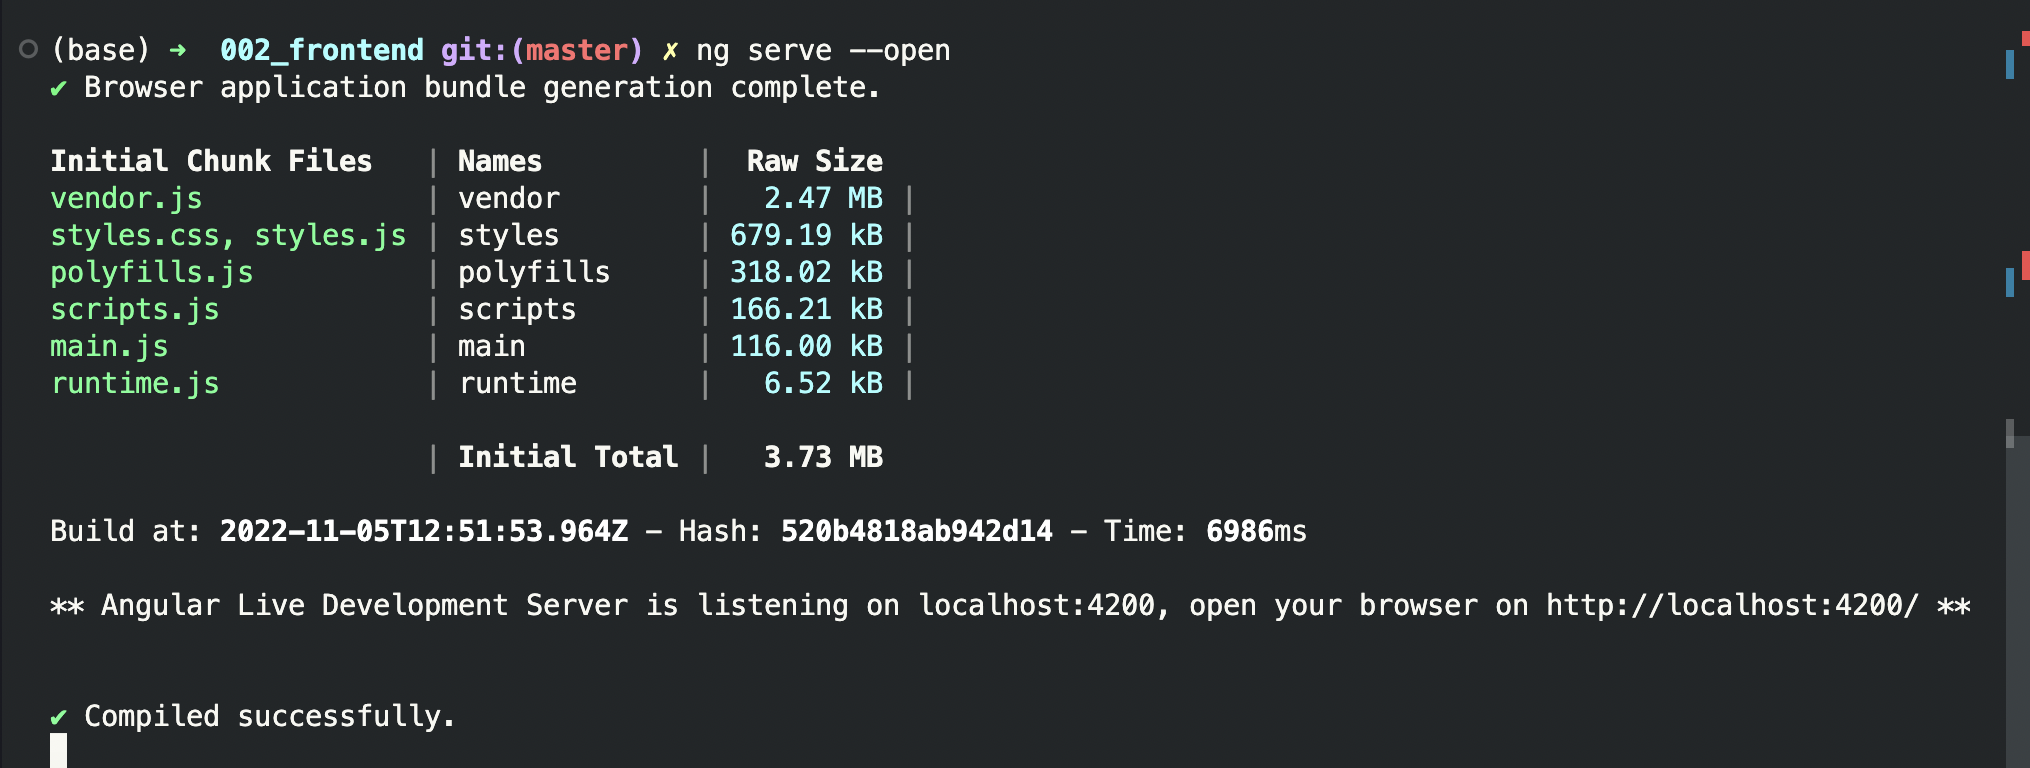 (base) ➜  002_frontend git:(master) ✗ ng serve --open
✔ Browser application bundle generation complete.
Initial Chunk Files   | Names         |  Raw Size
vendor.js             | vendor        |   2.47 MB |
styles.css, styles.js | styles        | 679.19 kB |
polyfills.js          | polyfills     | 318.02 kB |
scripts.js            | scripts       | 166.21 kB |
main.js               | main          | 116.00 kB |
runtime.js            | runtime       |   6.52 kB |
                      | Initial Total |   3.73 MB
Build at: 2022-11-05T12:51:53.964Z - Hash: 520b4818ab942d14 - Time: 6986ms
** Angular Live Development Server is listening on localhost:4200, open your browser on http://localhost:4200/ **
✔ Compiled successfully.